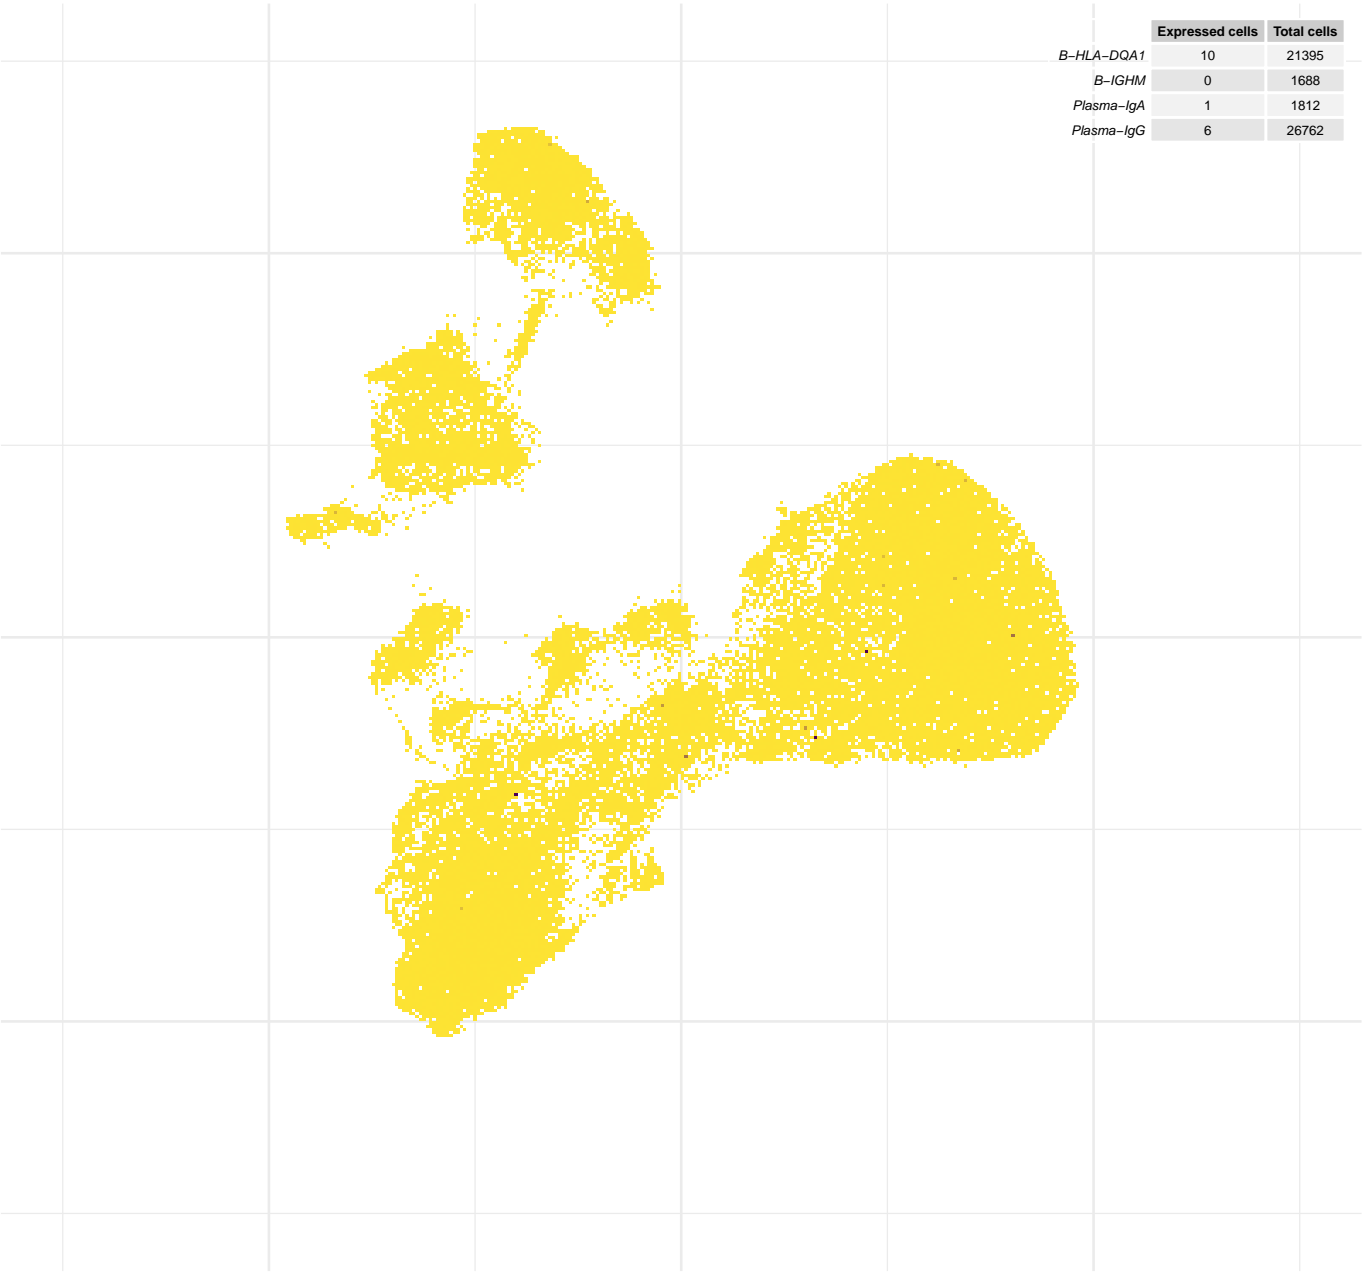 Expressed cells Total cells
B−HLA−DQA1 10 21395
B−IGHM 0 1688
Plasma−IgA 1 1812
Plasma−IgG 6 26762